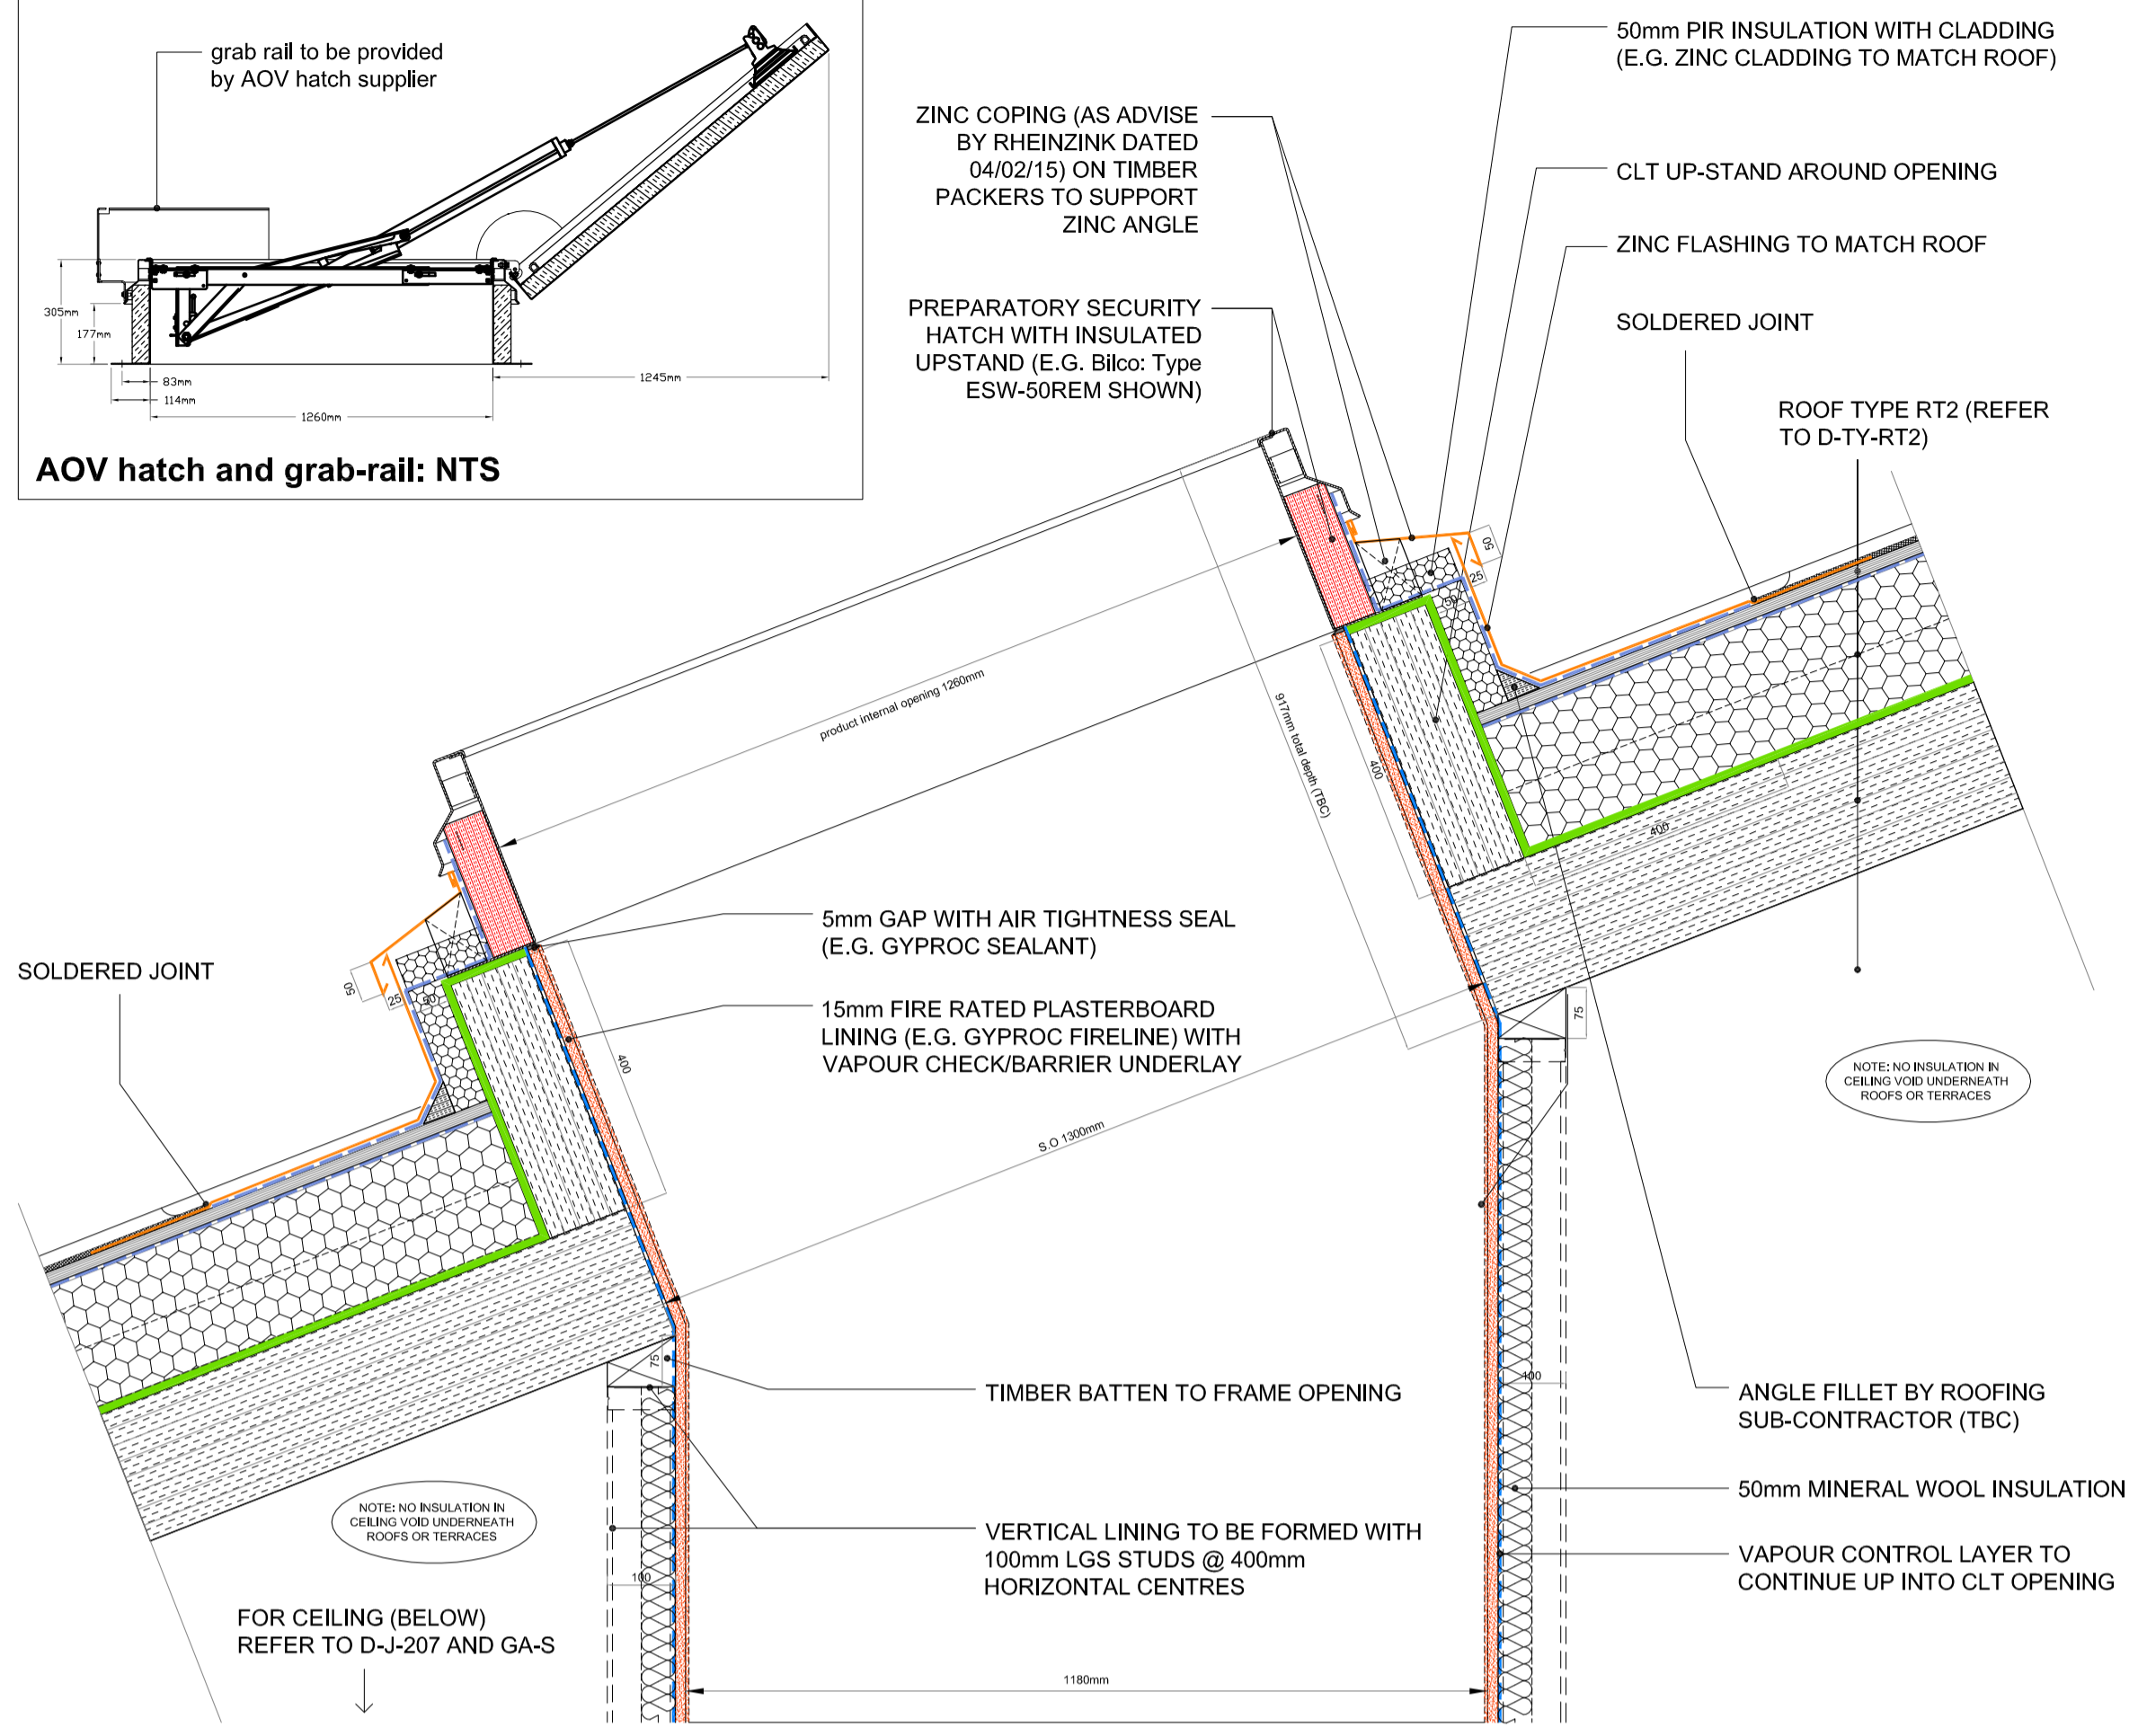 grab rail to be provided
by AOV hatch supplier
305mm
177mm
83mm
114mm
1260mm
1245mm
AOV hatch and grab-rail: NTS
ZINC COPING (AS ADVISE
BY RHEINZINK DATED
04/02/15) ON TIMBER
PACKERS TO SUPPORT
ZINC ANGLE
PREPARATORY SECURITY
HATCH WITH INSULATED
UPSTAND (E.G. Bilco: Type
ESW-50REM SHOWN)
50mm PIR INSULATION WITH CLADDING
(E.G. ZINC CLADDING TO MATCH ROOF)
CLT UP-STAND AROUND OPENING
ZINC FLASHING TO MATCH ROOF
SOLDERED JOINT
ROOF TYPE RT2 (REFER
TO D-TY-RT2)
50
25
50
product internal opening 1260mm
917mm total depth (TBC)
400
400
5mm GAP WITH AIR TIGHTNESS SEAL
(E.G. GYPROC SEALANT)
SOLDERED JOINT
50
25
50
15mm FIRE RATED PLASTERBOARD
LINING (E.G. GYPROC FIRELINE) WITH
VAPOUR CHECK/BARRIER UNDERLAY
400
75
S.O 1300mm
NOTE: NO INSULATION IN
CEILING VOID UNDERNEATH
ROOFS OR TERRACES
75
TIMBER BATTEN TO FRAME OPENING
100
ANGLE FILLET BY ROOFING
SUB-CONTRACTOR (TBC)
50mm MINERAL WOOL INSULATION
NOTE: NO INSULATION IN
CEILING VOID UNDERNEATH
ROOFS OR TERRACES
VERTICAL LINING TO BE FORMED WITH
100mm LGS STUDS @ 400mm
HORIZONTAL CENTRES
VAPOUR CONTROL LAYER TO
CONTINUE UP INTO CLT OPENING
100
FOR CEILING (BELOW)
REFER TO D-J-207 AND GA-S
1180mm